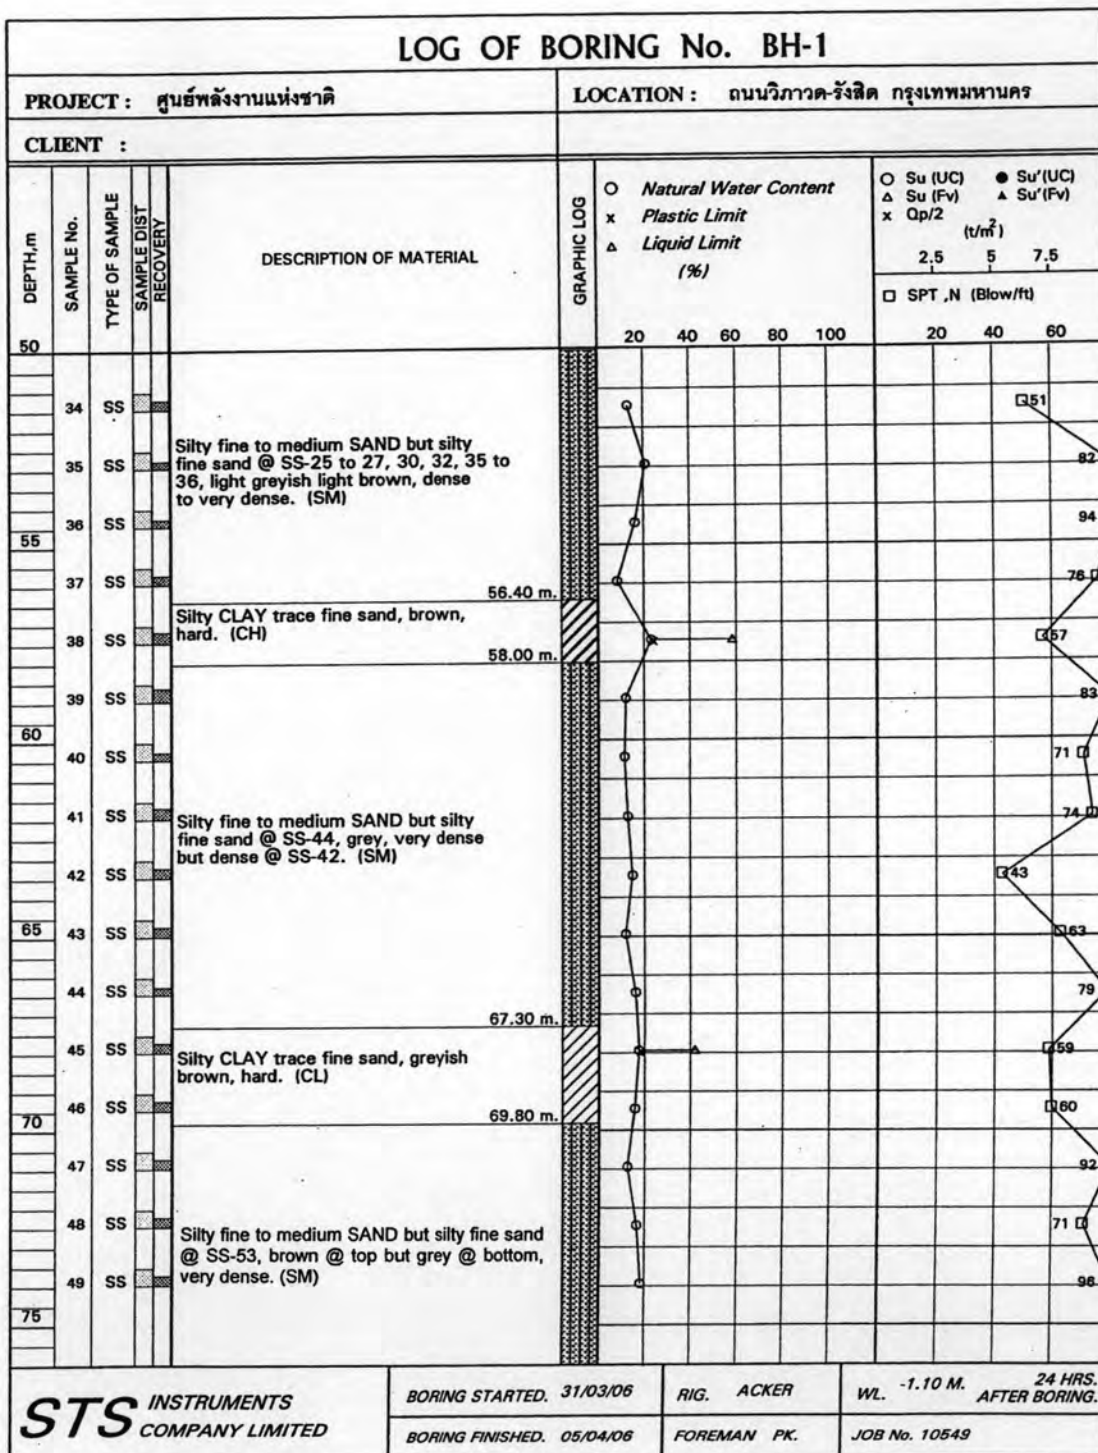 LOG OF BORING No. BH-1
PROJECT : ศูนย์พลังงานแห่งชาติ
LOCATION : ถนนวิภาวด-รังสิต กรุงเทพมหานคร
CLIENT :
DEPTH,m
SAMPLE No.
TYPE OF SAMPLE
SAMPLE DIST
RECOVERY
DESCRIPTION OF MATERIAL
GRAPHIC LOG
○ Natural Water Content
x Plastic Limit
△ Liquid Limit
(%)
20 40 60 80 100
○ Su (UC) ● Su'(UC)
△ Su (Fv) ▲ Su'(Fv)
x Qp/2
(t/m²)
2.5 5 7.5
□ SPT ,N (Blow/ft)
20 40 60
50
34 SS 51
Silty fine to medium SAND but silty
fine sand @ SS-25 to 27, 30, 32, 35 to
36, light greyish light brown, dense
to very dense. (SM)
35 SS 82
36 SS 94
55
37 SS 76
56.40 m.
Silty CLAY trace fine sand, brown,
hard. (CH)
38 SS 57
58.00 m.
39 SS 83
60
40 SS 71
41 SS 74
Silty fine to medium SAND but silty
fine sand @ SS-44, grey, very dense
but dense @ SS-42. (SM)
42 SS 43
65
43 SS 63
44 SS 79
67.30 m.
45 SS 59
Silty CLAY trace fine sand, greyish
brown, hard. (CL)
46 SS 60
69.80 m.
70
47 SS 92
48 SS 71
Silty fine to medium SAND but silty fine sand
@ SS-53, brown @ top but grey @ bottom,
very dense. (SM)
49 SS 96
75
STS INSTRUMENTS
COMPANY LIMITED
BORING STARTED. 31/03/06
RIG. ACKER
WL. -1.10 M. 24 HRS.
AFTER BORING.
BORING FINISHED. 05/04/06
FOREMAN PK.
JOB No. 10549